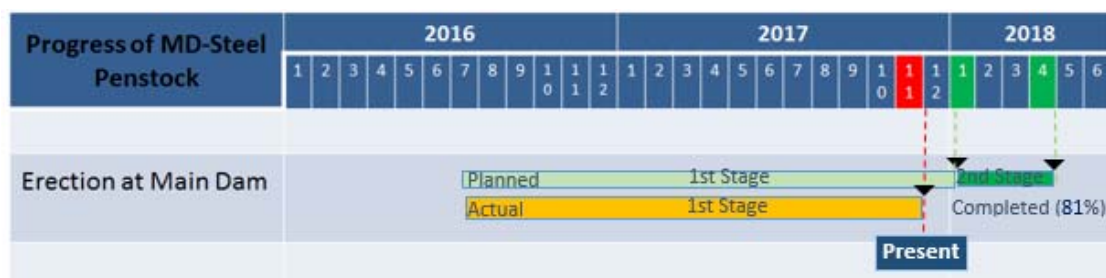 Progress of MD-Steel
Penstock
2016 2017 2018
1 2 3 4 5 6 7 8 9 10 11 12 1 2 3 4 5 6 7 8 9 10 11 12 1 2 3 4 5 6
Erection at Main Dam
Planned 1st Stage 2nd Stage
Actual 1st Stage Completed (81%)
Present